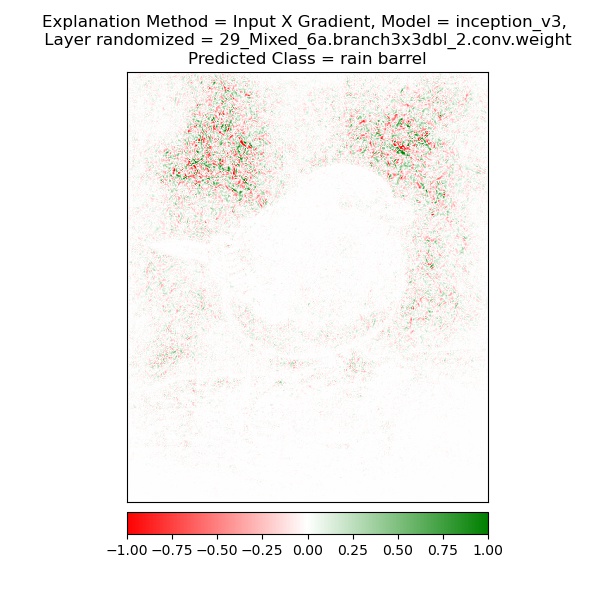 Explanation Method = Input X Gradient, Model = inception_v3,
Layer randomized = 29_Mixed_6a.branch3x3dbl_2.conv.weight
Predicted Class = rain barrel
−1.00 −0.75 −0.50 −0.25 0.00 0.25 0.50 0.75 1.00